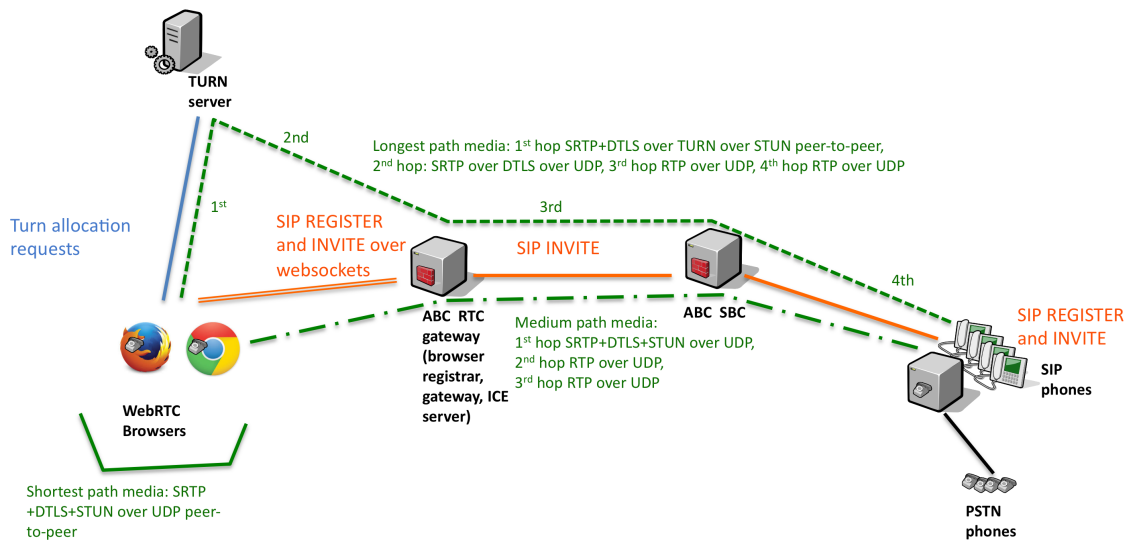 TURN
server
2nd
Longest path media: 1st hop SRTP+DTLS over TURN over STUN peer-to-peer,
2nd hop: SRTP over DTLS over UDP, 3rd hop RTP over UDP, 4th hop RTP over UDP
1st
3rd
Turn allocation
requests
SIP REGISTER
and INVITE over
websockets
SIP INVITE
4th
ABC RTC
gateway
(browser
registrar,
gateway, ICE
server)
ABC SBC
Medium path media:
1st hop SRTP+DTLS+STUN over UDP,
2nd hop RTP over UDP,
3rd hop RTP over UDP
SIP REGISTER
and INVITE
SIP
phones
WebRTC
Browsers
Shortest path media: SRTP
+DTLS+STUN over UDP peer-
to-peer
PSTN
phones